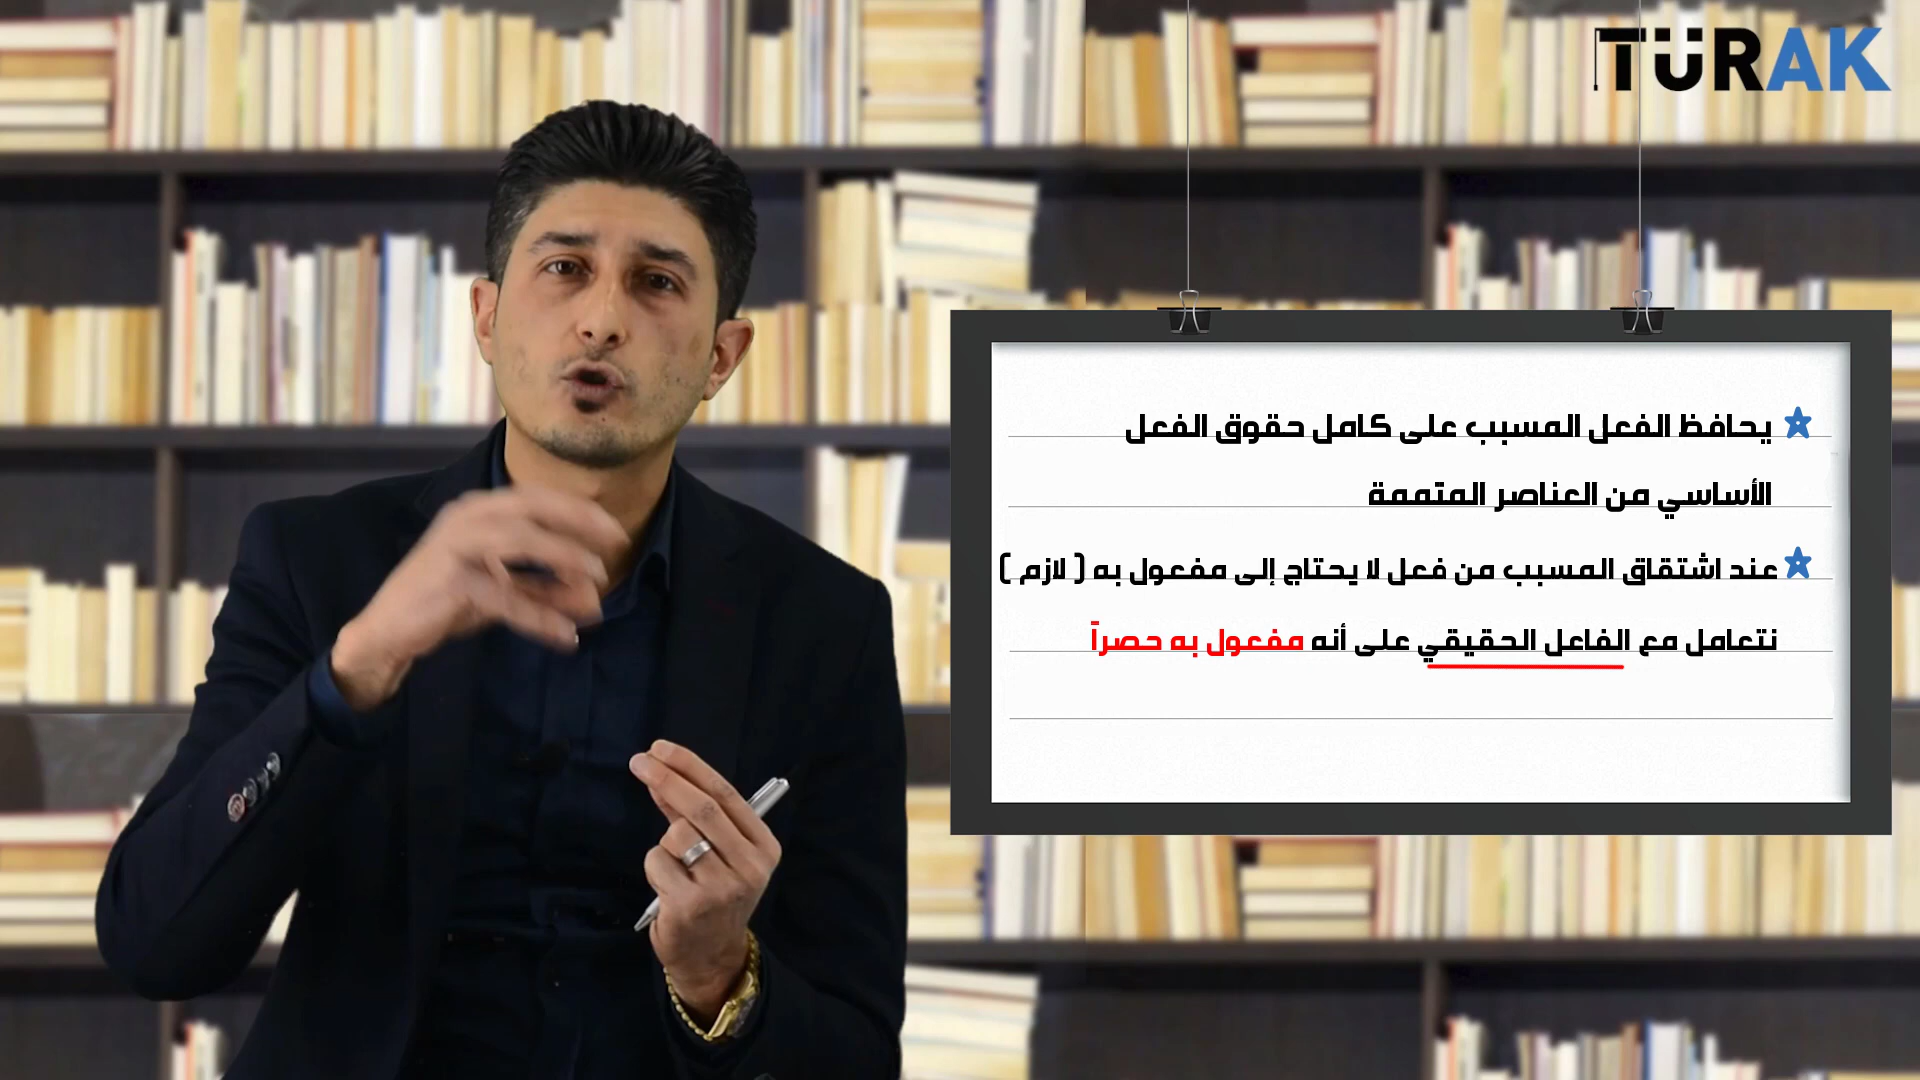 TÜRAK
يحافظ الفعل المسبب على كامل حقوق الفعل
الأساسي من العناصر المتممة
عند اشتقاق المسبب من فعل لا يحتاج إلى مفعول به ( لازم )
نتعامل مع الفاعل الحقيقي على أنه مفعول به حصراً